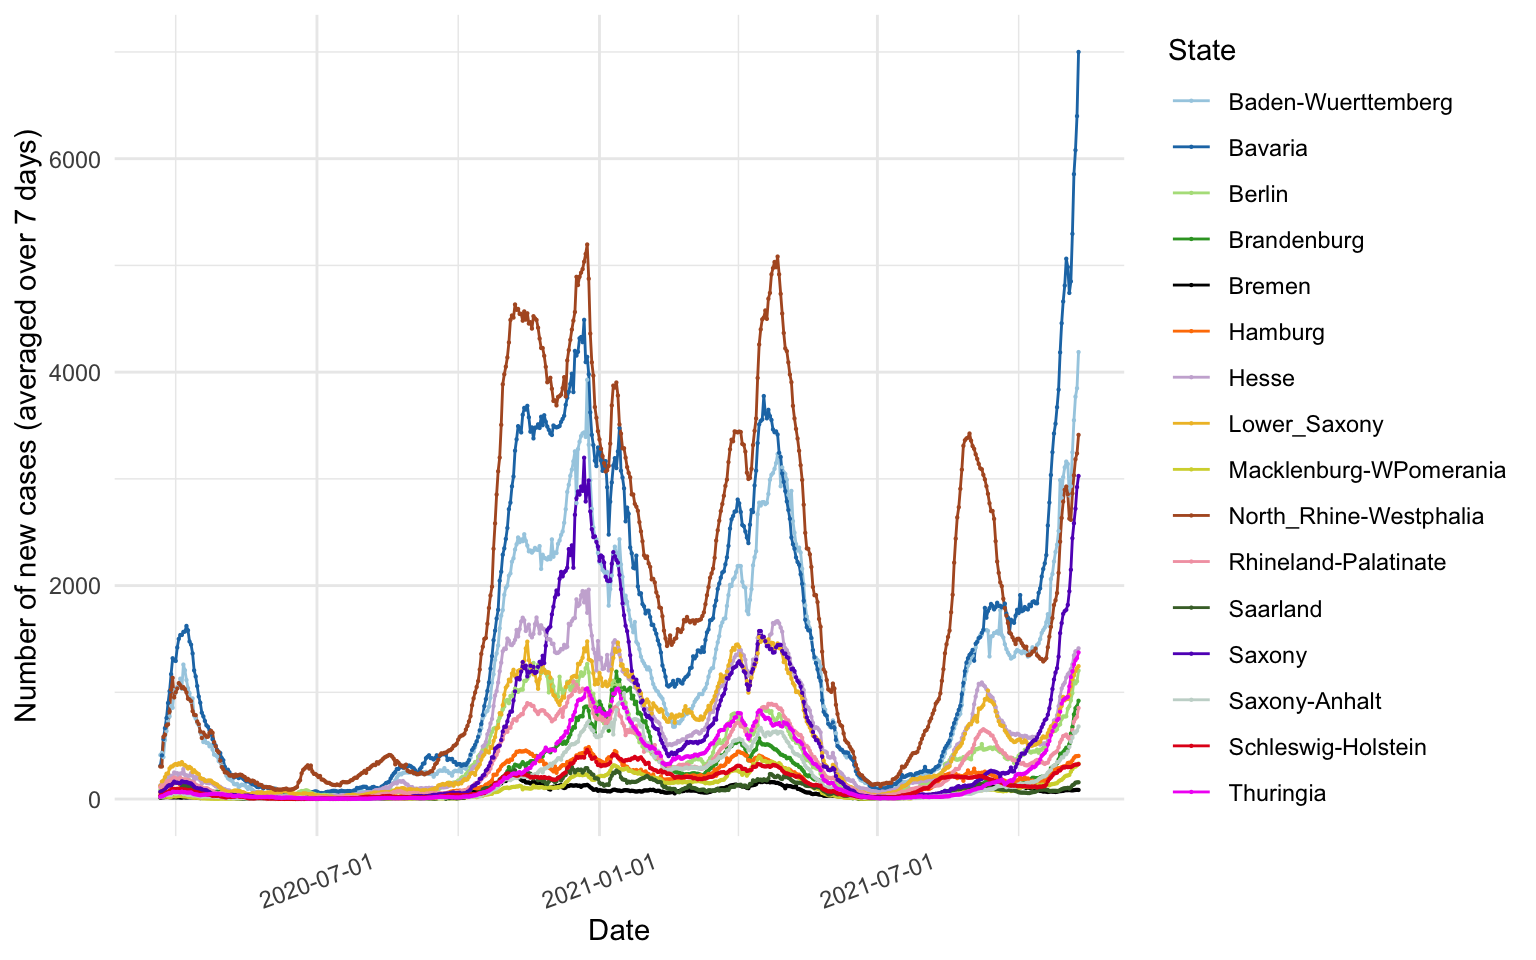 Number of new cases (averaged over 7 days)
6000
4000
2000
0
2020-07-01
2021-01-01
2021-07-01
Date
State
Baden-Wuerttemberg
Bavaria
Berlin
Brandenburg
Bremen
Hamburg
Hesse
Lower_Saxony
Macklenburg-WPomerania
North_Rhine-Westphalia
Rhineland-Palatinate
Saarland
Saxony
Saxony-Anhalt
Schleswig-Holstein
Thuringia